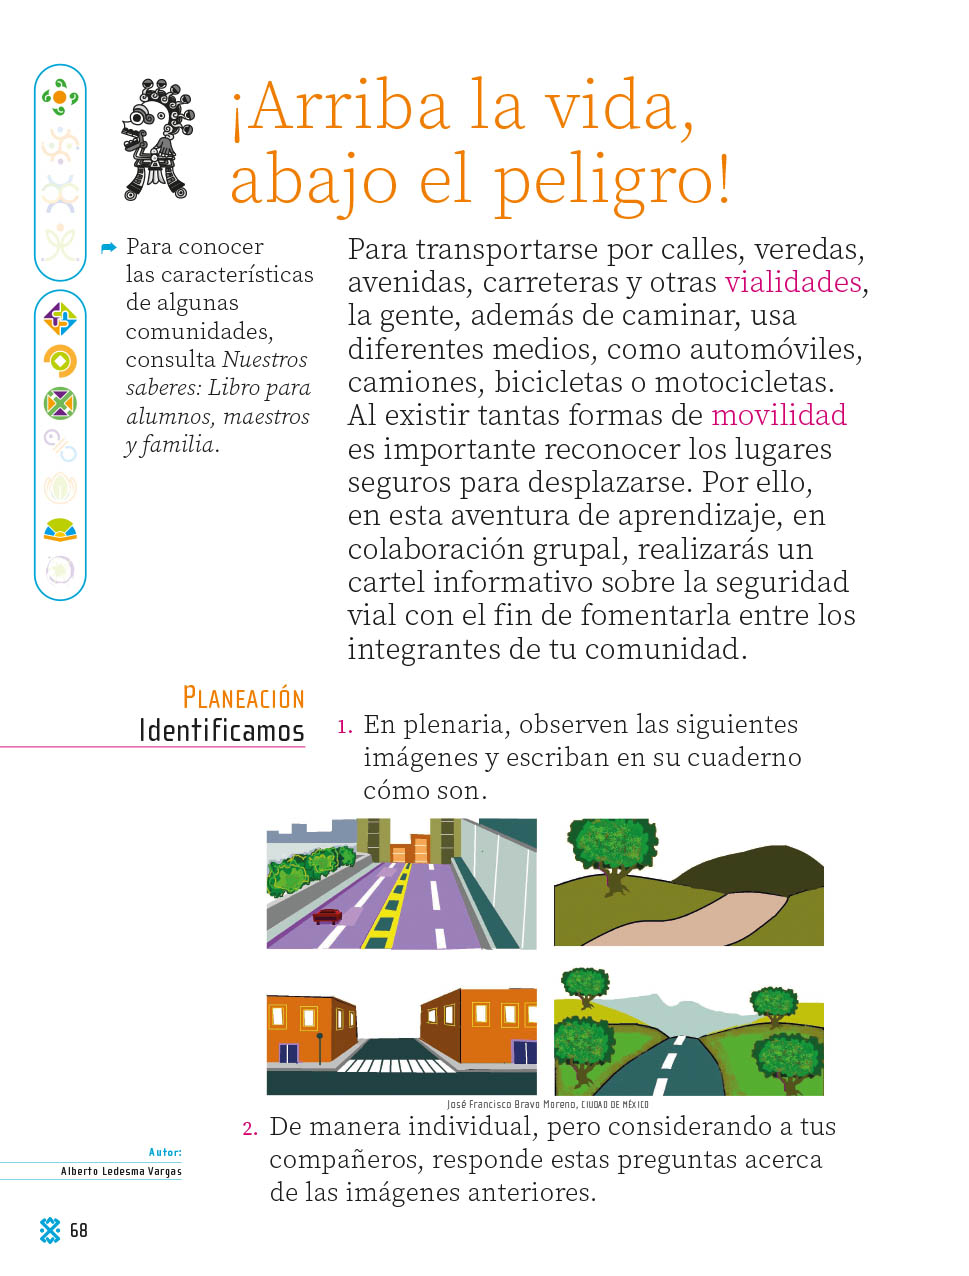 ¡Arriba la vida,
abajo el peligro!
Para conocer
las características
de algunas
comunidades,
consulta Nuestros
saberes: Libro para
alumnos, maestros
y familia.
Para transportarse por calles, veredas,
avenidas, carreteras y otras vialidades,
la gente, además de caminar, usa
diferentes medios, como automóviles,
camiones, bicicletas o motocicletas.
Al existir tantas formas de movilidad
es importante reconocer los lugares
seguros para desplazarse. Por ello,
en esta aventura de aprendizaje, en
colaboración grupal, realizarás un
cartel informativo sobre la seguridad
vial con el fin de fomentarla entre los
integrantes de tu comunidad.
PLANEACIÓN
Identificamos
1. En plenaria, observen las siguientes
imágenes y escriban en su cuaderno
cómo son.
José Francisco Bravo Moreno, CIUDAD DE MÉXICO
2. De manera individual, pero considerando a tus
compañeros, responde estas preguntas acerca
de las imágenes anteriores.
Autor:
Alberto Ledesma Vargas
68